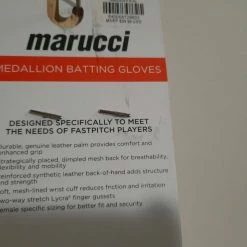 marucci
MEDALLION BATTING GLOVES
DESIGNED SPECIFICALLY TO MEET
THE NEEDS OF FASTPITCH PLAYERS
Durable, genuine leather palm provides comfort and
enhanced grip
Strategically placed, dimpled mesh back for breathability,
flexibility and mobility
Reinforced synthetic leather back-of-hand adds structure
and strength
Soft, mesh-lined wrist cuff reduces friction and irritation
Two-way stretch Lycra® finger gussets
Female specific sizing for better fit and security